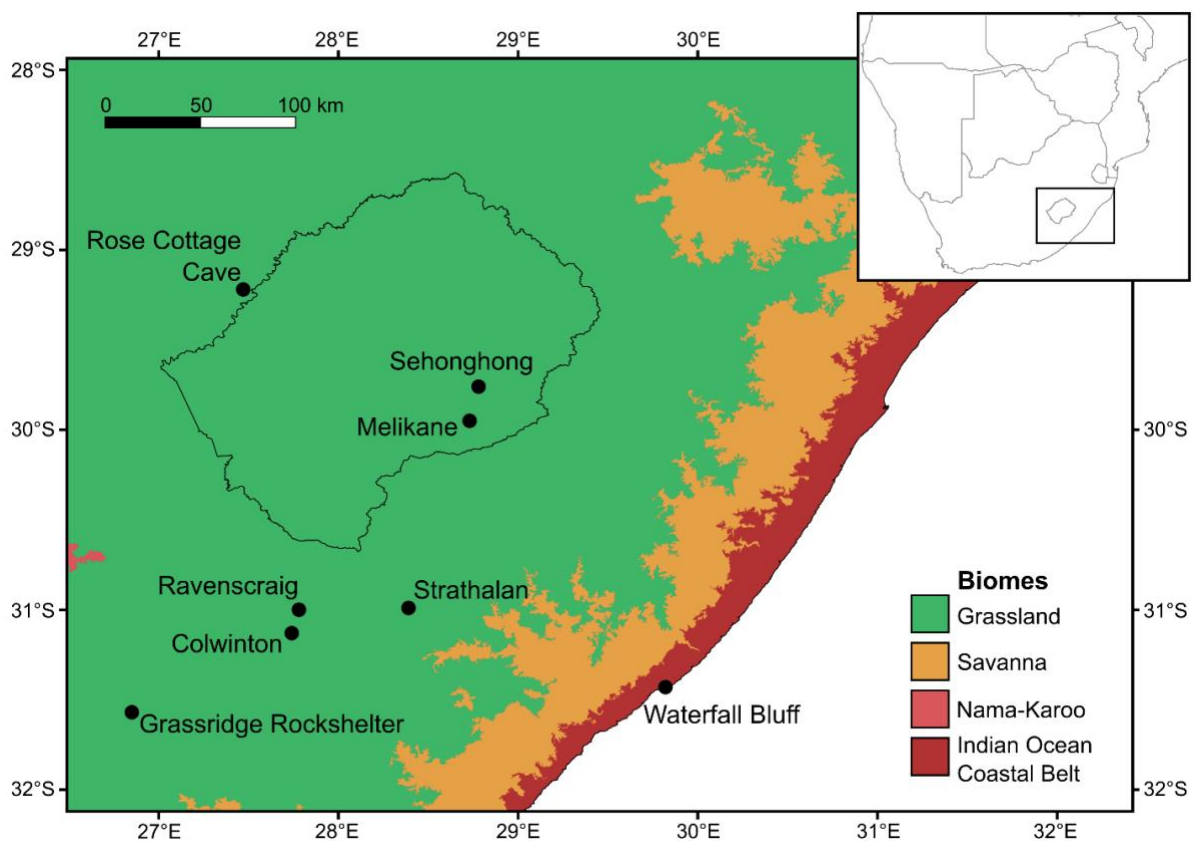 27°E
28°E
29°E
30°E
28°S
0 50 100 km
29°S
Rose Cottage
Cave
Sehonghong
Melikane
30°S
30°S
Ravenscraig
Strathalan
31°S
31°S
Colwinton
Grassridge Rockshelter
Waterfall Bluff
Biomes
Grassland
Savanna
Nama-Karoo
Indian Ocean
Coastal Belt
32°S
32°S
27°E
28°E
29°E
30°E
31°E
32°E